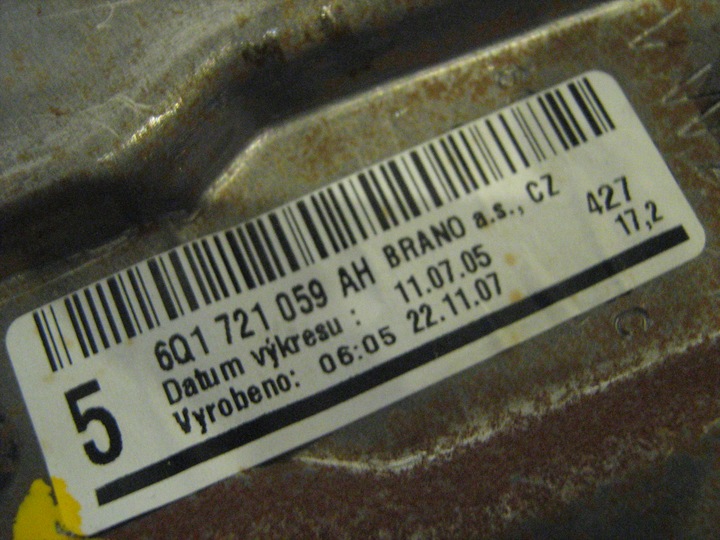 6Q1 721 059 AH BRANO a.s., CZ
Datum výkresu : 11.07.05 427
Vyrobeno: 06:05 22.11.07 17,2
5